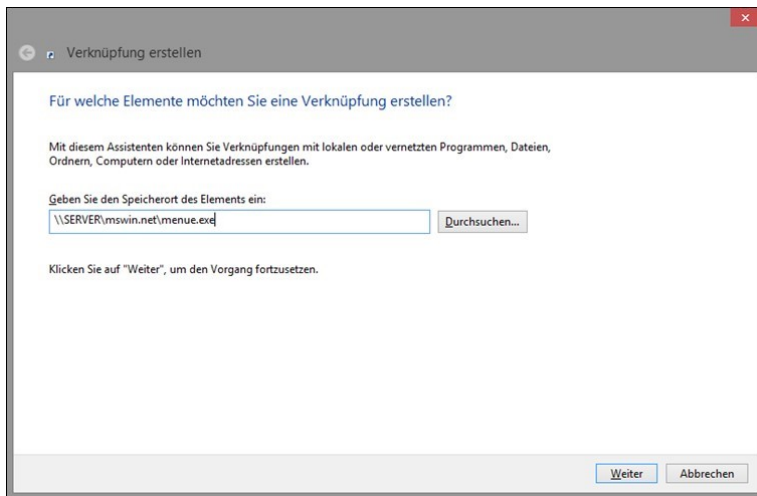 Verknüpfung erstellen
Für welche Elemente möchten Sie eine Verknüpfung erstellen?
Mit diesem Assistenten können Sie Verknüpfungen mit lokalen oder vernetzten Programmen, Dateien,
Ordnern, Computern oder Internetadressen erstellen.
Geben Sie den Speicherort des Elements ein:
\\SERVER\mswin.net\menue.exe
Durchsuchen...
Klicken Sie auf "Weiter", um den Vorgang fortzusetzen.
Weiter Abbrechen